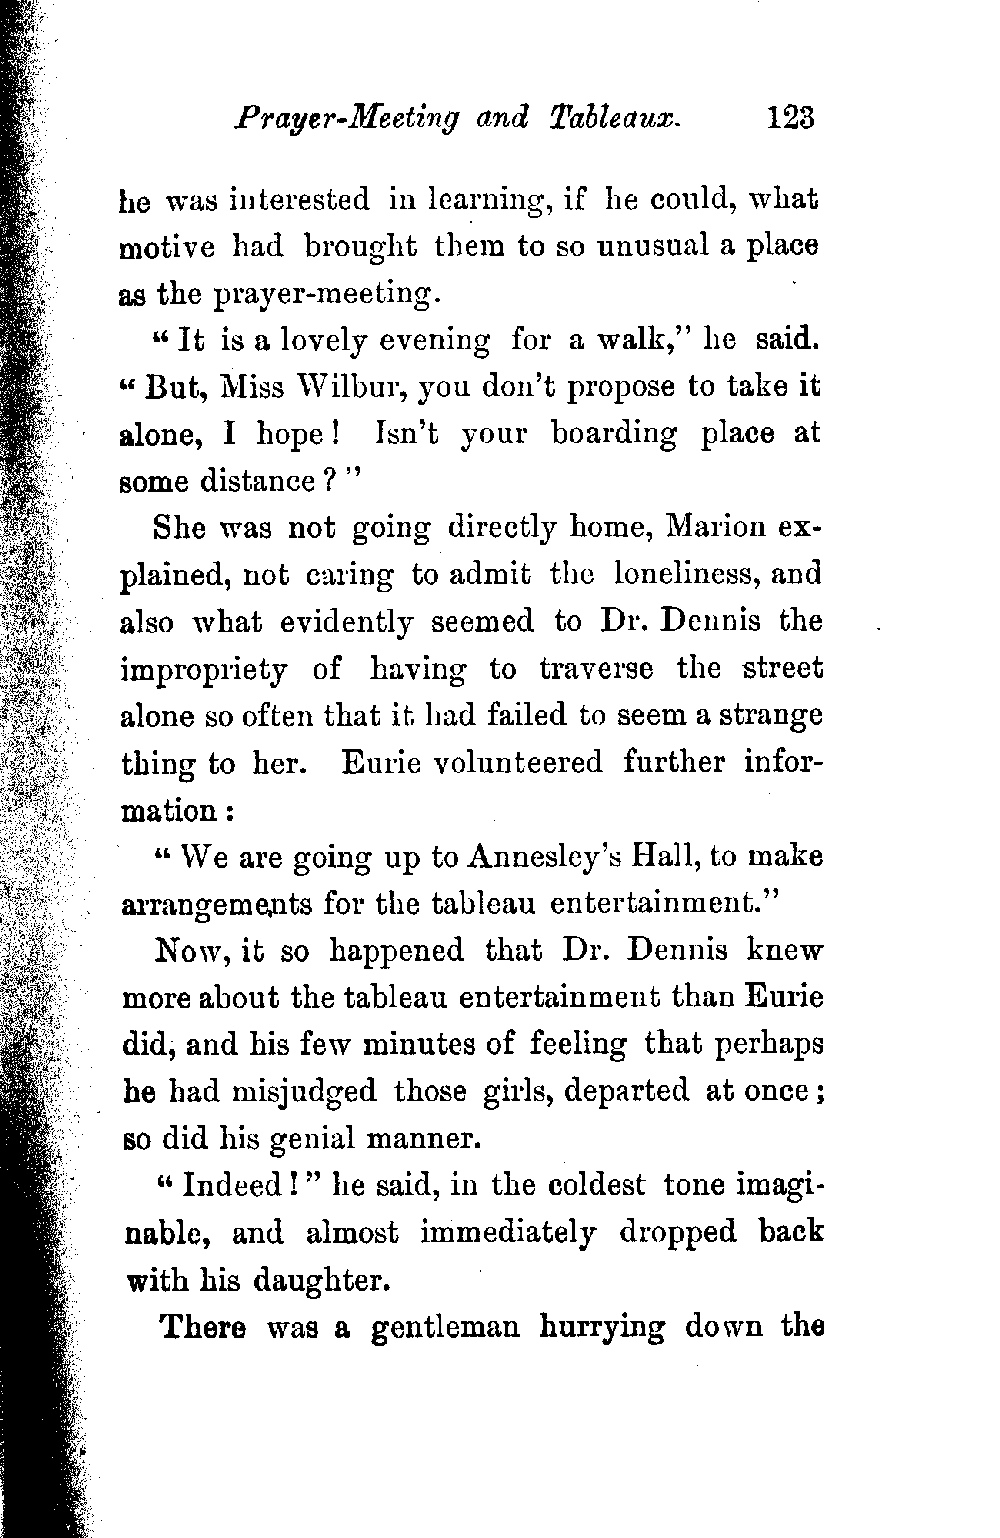 Prayer-Meeting and Tableaux. 123
he was interested in learning, if he could, what
motive had brought them to so unusual a place
as the prayer-meeting.
“ It is a lovely evening for a walk,” he said.
“ But, Miss Wilbur, you don’t propose to take it
alone, I hope! Isn’t your boarding place at
some distance ? ”
She was not going directly home, Marion ex-
plained, not caring to admit the loneliness, and
also what evidently seemed to Dr. Dennis the
impropriety of having to traverse the street
alone so often that it had failed to seem a strange
thing to her. Eurie volunteered further infor-
mation :
“ We are going up to Annesley’s Hall, to make
arrangements for the tableau entertainment.”
Now, it so happened that Dr. Dennis knew
more about the tableau entertainment than Eurie
did, and his few minutes of feeling that perhaps
he had misjudged those girls, departed at once ;
so did his genial manner.
“ Indeed ! ” he said, in the coldest tone imagi-
nable, and almost immediately dropped back
with his daughter.
There was a gentleman hurrying down the